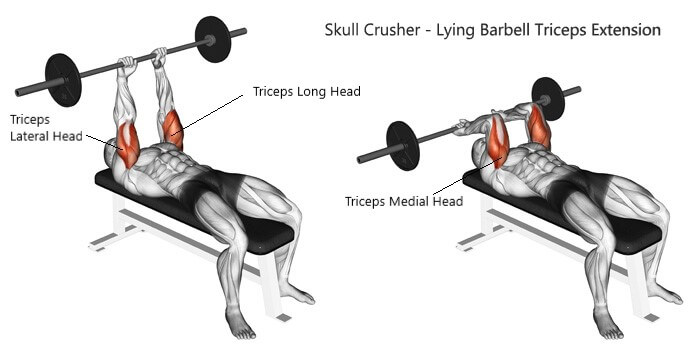 Skull Crusher - Lying Barbell Triceps Extension
Triceps Long Head
Triceps
Lateral Head
Triceps Medial Head